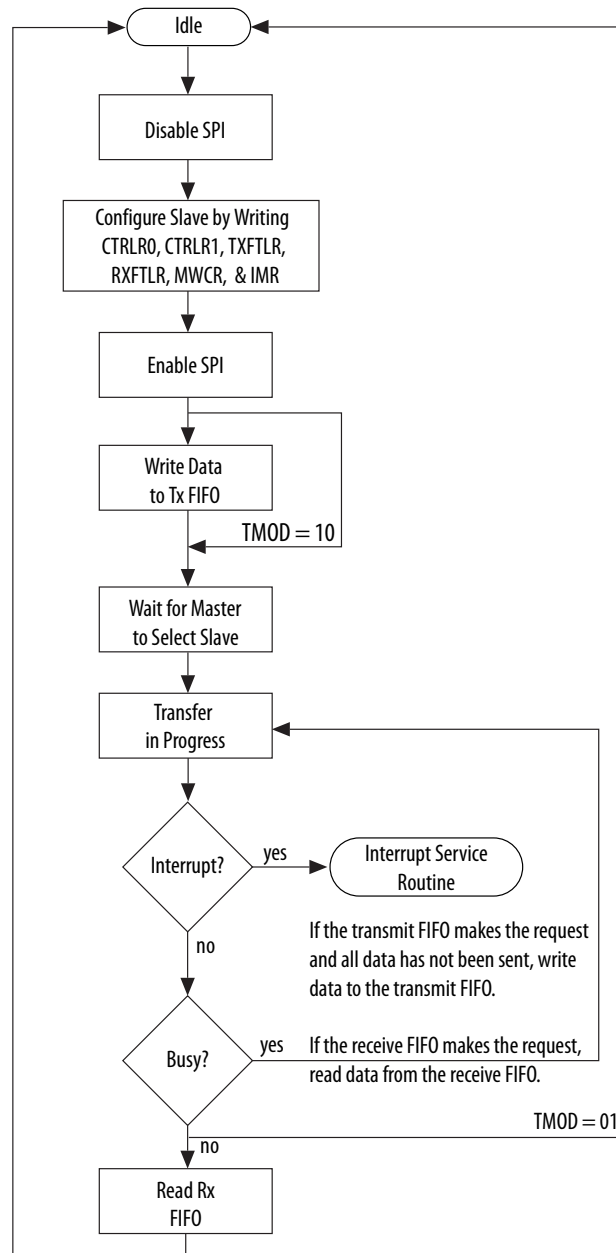 Idle
Disable SPI
Configure Slave by Writing
CTRLR0, CTRLR1, TXFTLR,
RXFTLR, MWCR,  & IMR
Enable SPI
Write Data
to Tx FIFO
TMOD = 10
Wait for Master
to Select Slave
Transfer
in Progress
Interrupt?
yes
Interrupt Service
Routine
no
If the transmit FIFO makes the request
and all data has not been sent, write
data to the transmit FIFO.
Busy?
yes
If the receive FIFO makes the request,
read data from the receive FIFO.
TMOD = 01
no
Read Rx
FIFO